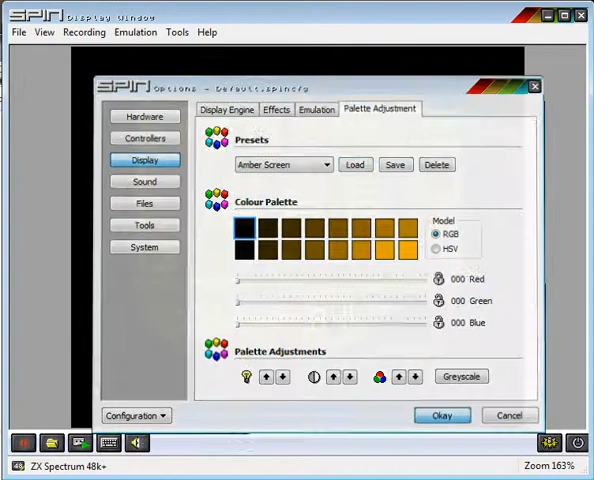 SPIN Display Window
File View Recording Emulation Tools Help
SPIN Options - Default.spincfg
Hardware
Controllers
Display
Sound
Files
Tools
System
Display Engine Effects Emulation Palette Adjustment
Presets
Amber Screen Load Save Delete
Colour Palette
Model
RGB
HSV
000 Red
000 Green
000 Blue
Palette Adjustments
Greyscale
Configuration Okay Cancel
48 ZX Spectrum 48k+ Zoom 163%